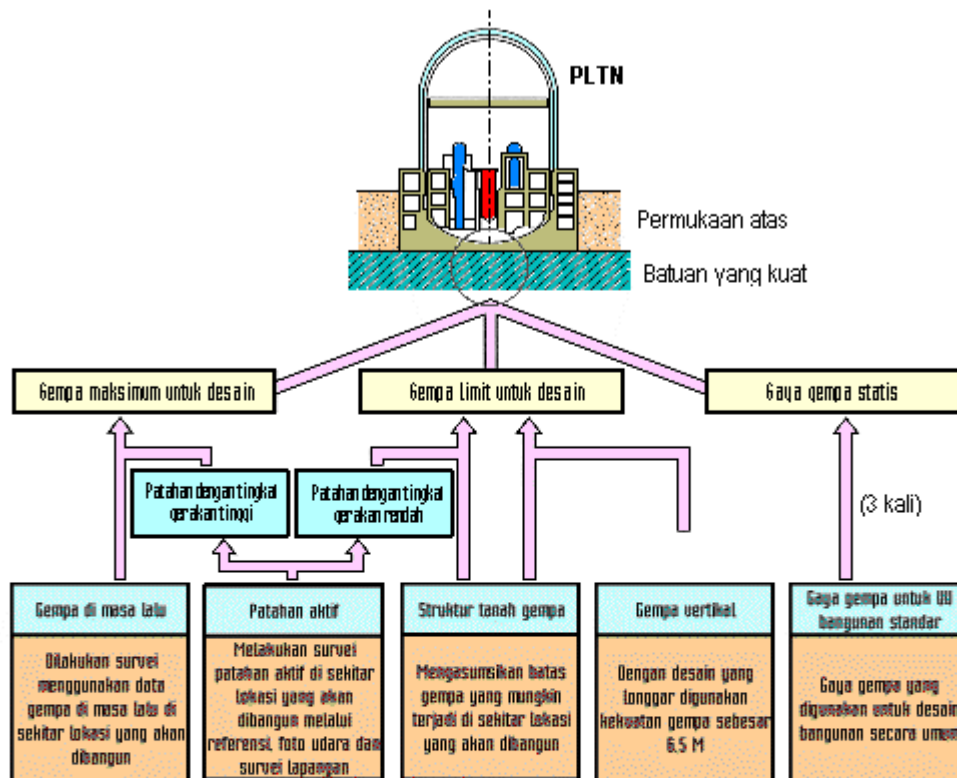 PLTN
Permukaan atas
Batuan yang kuat
Gempa maksimum untuk desain
Gempa limit untuk desain
Gaya gempa statis
Patahan dengan tingkat
gerakan tinggi
Patahan dengan tingkat
gerakan rendah
(3 kali)
Gempa di masa lalu
Patahan aktif
Struktur tanah gempa
Gempa vertikal
Gaya gempa untuk UU
bangunan standar
Dilakukan survei
menggunakan data
gempa di masa lalu di
sekitar lokasi yang akan
dibangun
Melakukan survei
patahan aktif di sekitar
lokasi yang akan
dibangun melalui
referensi, foto udara dan
survei lapangan
Mengasumsikan batas
gempa yang mungkin
terjadi di sekitar lokasi
yang akan dibangun
Dengan desain yang
longgar digunakan
kekuatan gempa sebesar
6,5 M
Gaya gempa yang
digunakan untuk desain
bangunan secara umum